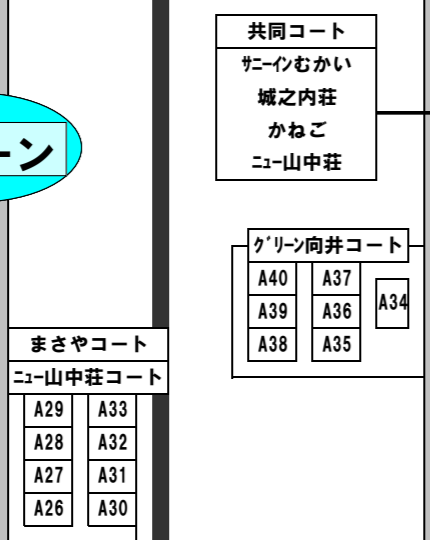 共同コート
ｻﾆｰｲﾝむかい
城之内荘
かねご
ﾆｭｰ山中荘
ーン
ｸﾞﾘｰﾝ向井コート
A40 A37
A34
A39 A36
A38 A35
まさやコート
ﾆｭｰ山中荘コート
A29 A33
A28 A32
A27 A31
A26 A30